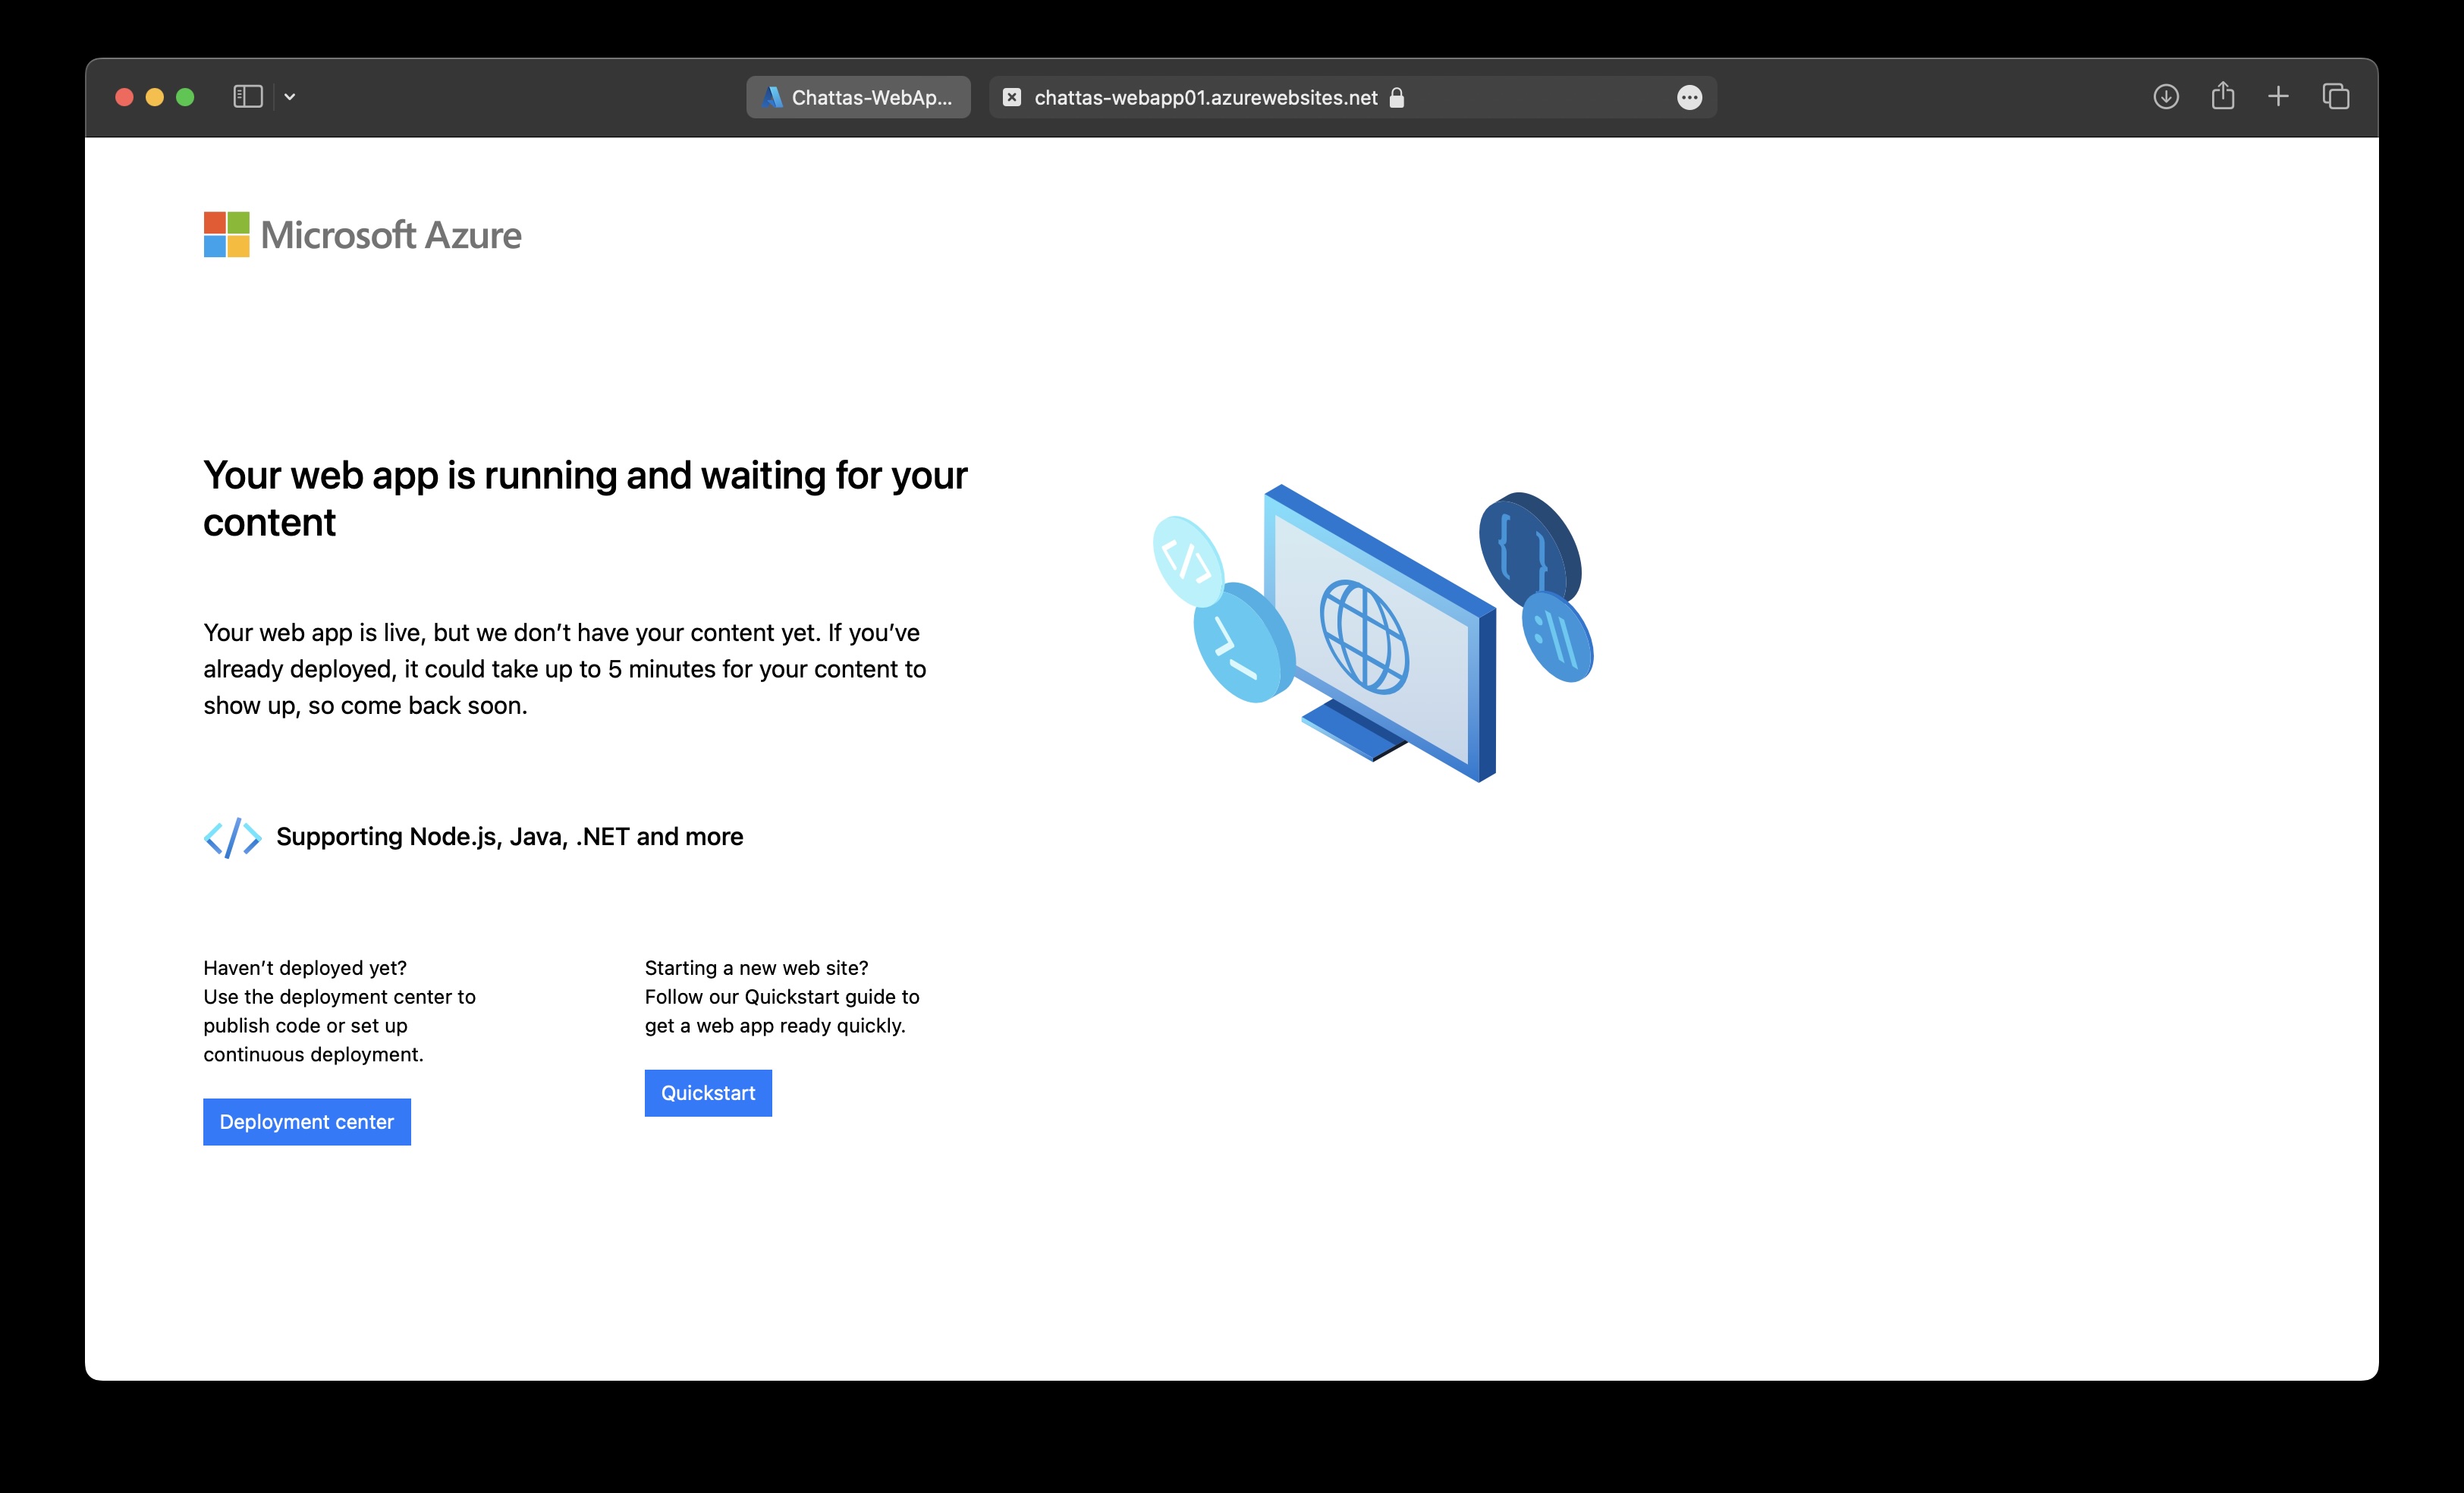 Chattas-WebAp...
chattas-webapp01.azurewebsites.net
Microsoft Azure
Your web app is running and waiting for your
content
Your web app is live, but we don’t have your content yet. If you’ve
already deployed, it could take up to 5 minutes for your content to
show up, so come back soon.
</> Supporting Node.js, Java, .NET and more
Haven’t deployed yet?
Use the deployment center to
publish code or set up
continuous deployment.
Deployment center
Starting a new web site?
Follow our Quickstart guide to
get a web app ready quickly.
Quickstart